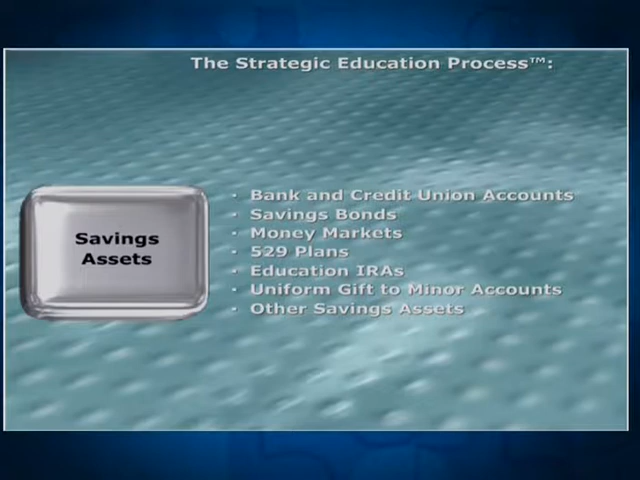 The Strategic Education Process™:
Savings
Assets
· Bank and Credit Union Accounts
· Savings Bonds
· Money Markets
· 529 Plans
· Education IRAs
· Uniform Gift to Minor Accounts
· Other Savings Assets